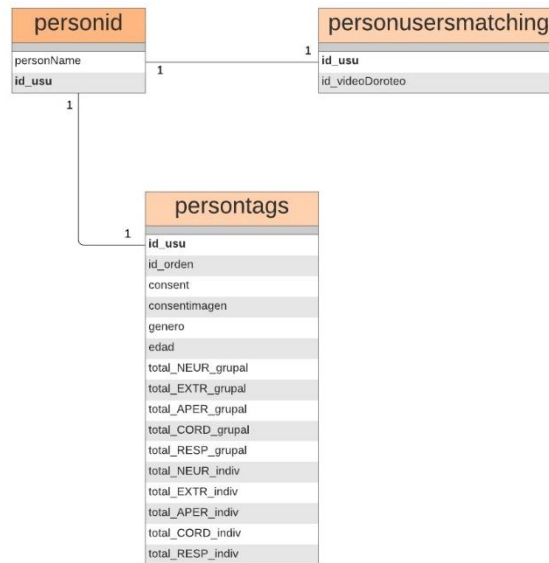 personid
personName
id_usu
1
1
1
personusersmatching
id_usu
id_videoDoroteo
1
persontags
id_usu
id_orden
consent
consentimagen
genero
edad
total_NEUR_grupal
total_EXTR_grupal
total_APER_grupal
total_CORD_grupal
total_RESP_grupal
total_NEUR_indiv
total_EXTR_indiv
total_APER_indiv
total_CORD_indiv
total_RESP_indiv